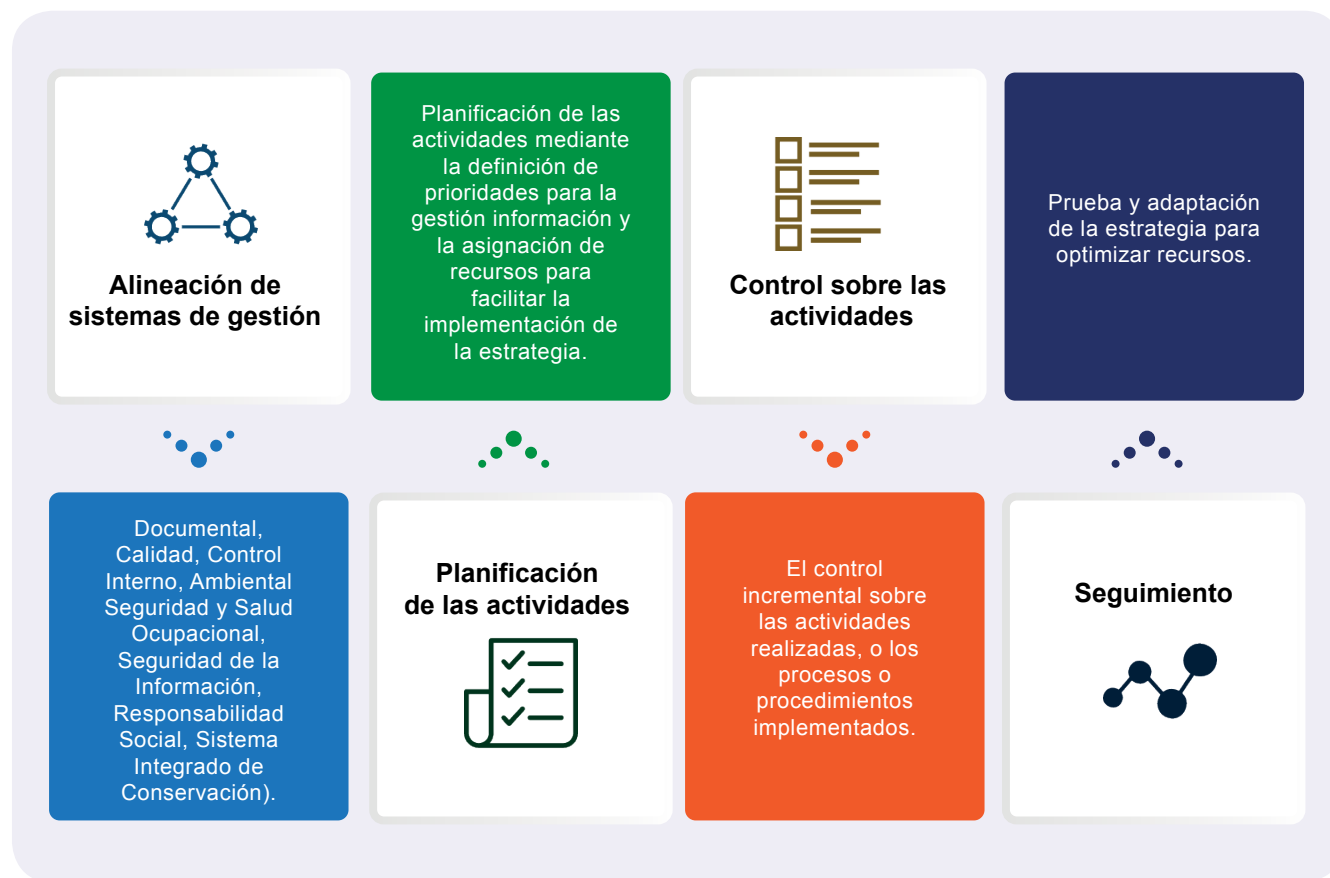 Alineación de
sistemas de gestión
Documental,
Calidad, Control
Interno, Ambiental
Seguridad y Salud
Ocupacional,
Seguridad de la
Información,
Responsabilidad
Social, Sistema
Integrado de
Conservación).
Planificación de las
actividades mediante
la definición de
prioridades para la
gestión información y
la asignación de
recursos para
facilitar la
implementación de
la estrategia.
Planificación
de las actividades
Control sobre las
actividades
El control
incremental sobre
las actividades
realizadas, o los
procesos o
procedimientos
implementados.
Prueba y adaptación
de la estrategia para
optimizar recursos.
Seguimiento